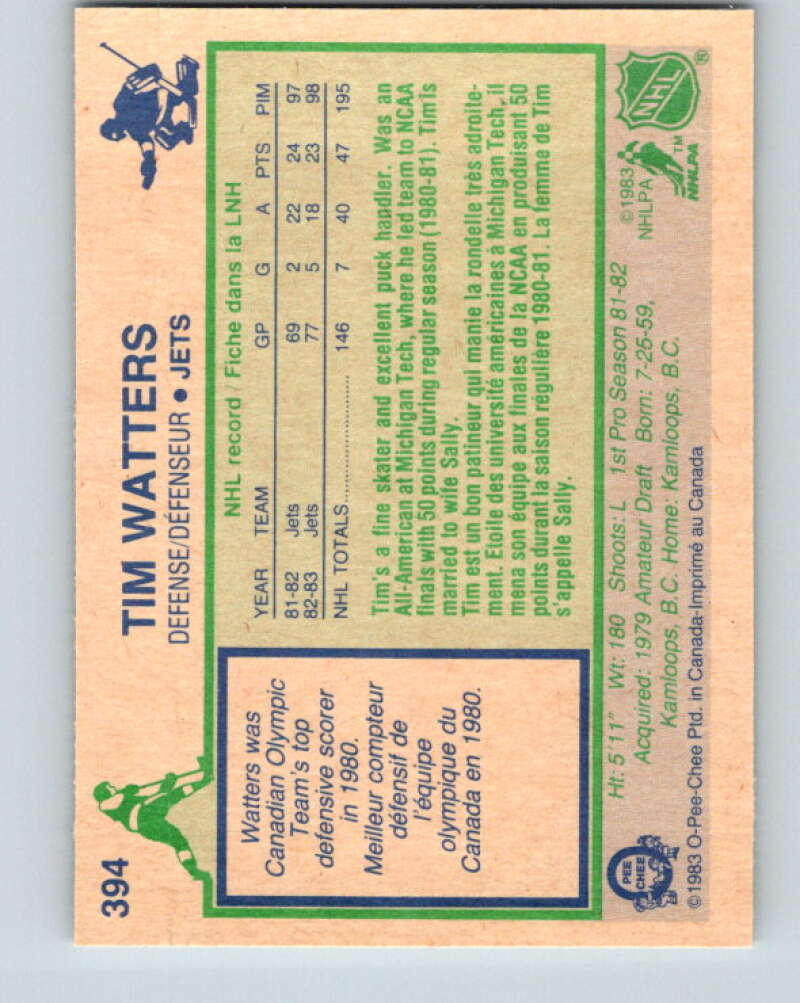 394
TIM WATTERS
DEFENSE/DÉFENSEUR • JETS
Watters was
Canadian Olympic
Team's top
defensive scorer
in 1980.
Meilleur compteur
défensif de
l'équipe
olympique du
Canada en 1980.
NHL record / Fiche dans la LNH
YEAR TEAM GP G A PTS PIM
81-82 Jets 69 2 22 24 97
82-83 Jets 77 5 18 23 98
NHL TOTALS.................... 146 7 40 47 195
Tim's a fine skater and excellent puck handler. Was an
All-American at Michigan Tech, where he led team to NCAA
finals with 50 points during regular season (1980-81). Tim's
married to wife Sally.
Tim est un bon patineur qui manie la rondelle très adroite-
ment. Etoile des université américaines à Michigan Tech, il
mena son équipe aux finales de la NCAA en produisant 50
points durant la saison régulière 1980-81. La femme de Tim
s'appelle Sally.
Ht: 5'11" Wt: 180 Shoots: L 1st Pro Season 81-82
Acquired: 1979 Amateur Draft Born: 7-25-59,
Kamloops, B.C. Home: Kamloops, B.C.
©1983 O-Pee-Chee Ptd. in Canada-Imprimé au Canada
PEE
CHEE
©1983
NHLPA
NHL
®
TM
NHLPA